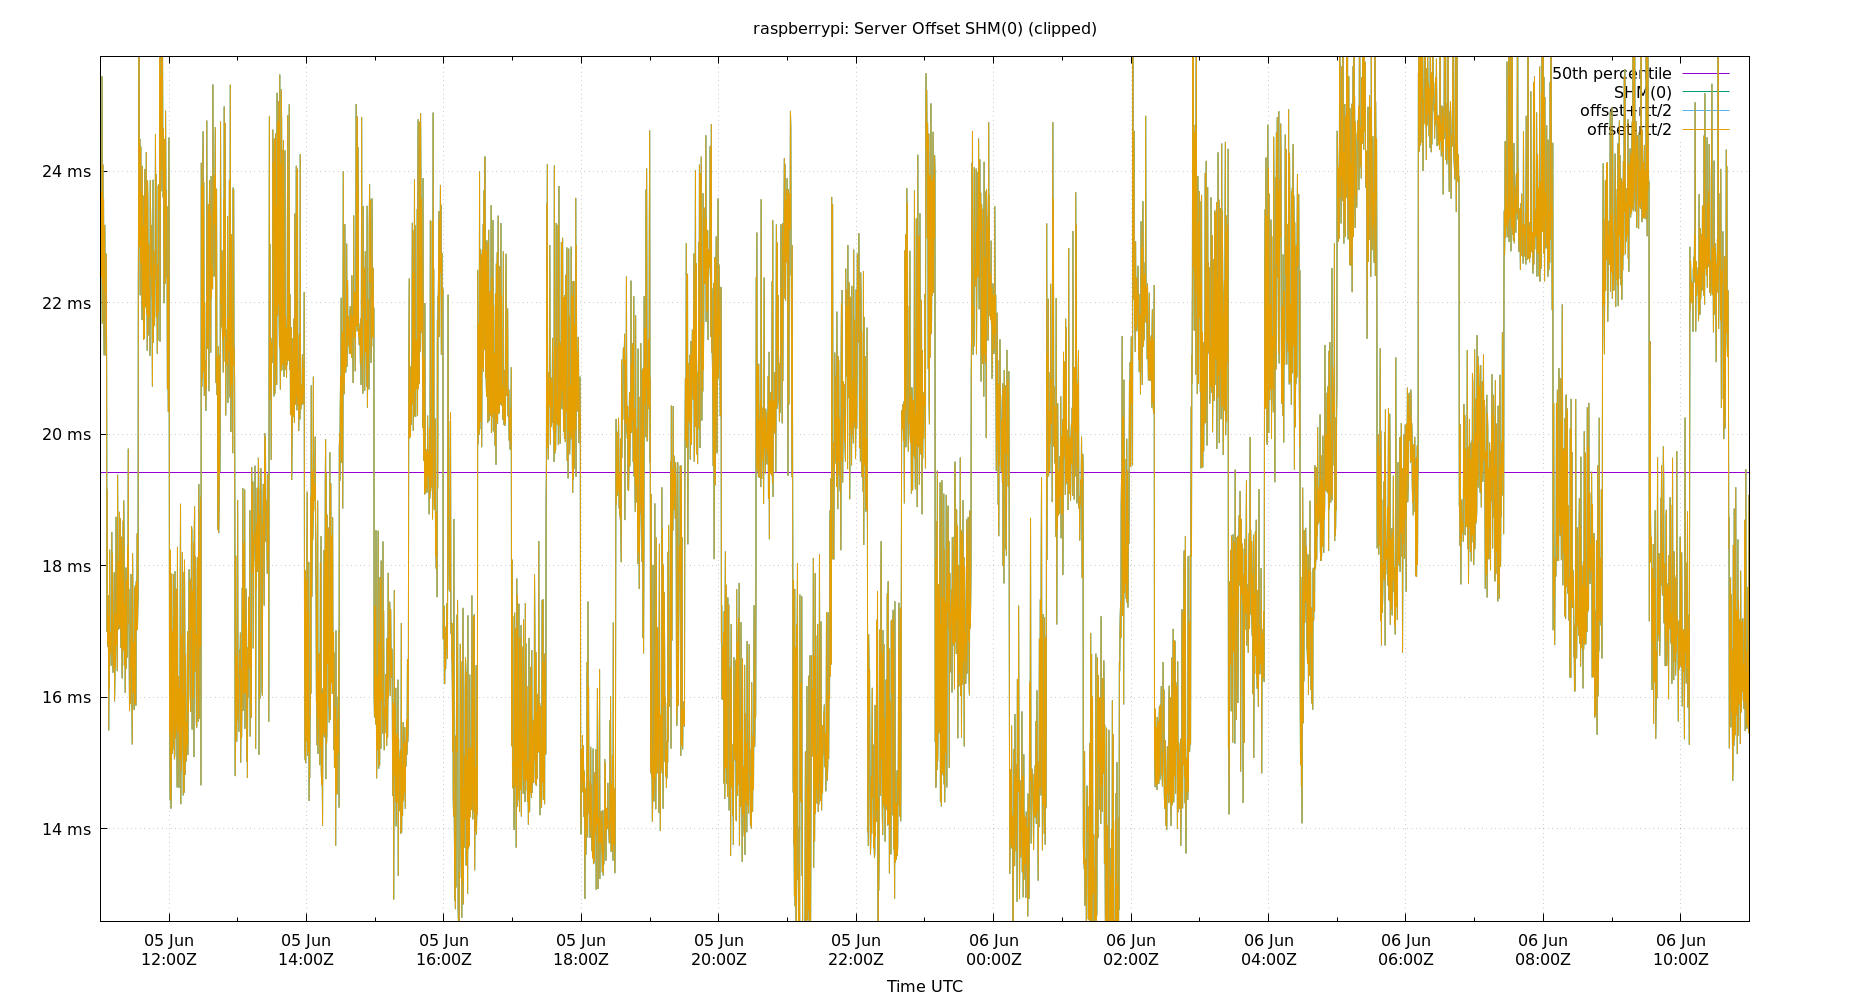 raspberrypi: Server Offset SHM(0) (clipped)
50th percentile
SHM(0)
offset+rtt/2
offset-rtt/2
24 ms
22 ms
20 ms
18 ms
16 ms
14 ms
05 Jun 05 Jun 05 Jun 05 Jun 05 Jun 05 Jun 06 Jun 06 Jun 06 Jun 06 Jun 06 Jun 06 Jun
12:00Z 14:00Z 16:00Z 18:00Z 20:00Z 22:00Z 00:00Z 02:00Z 04:00Z 06:00Z 08:00Z 10:00Z
Time UTC